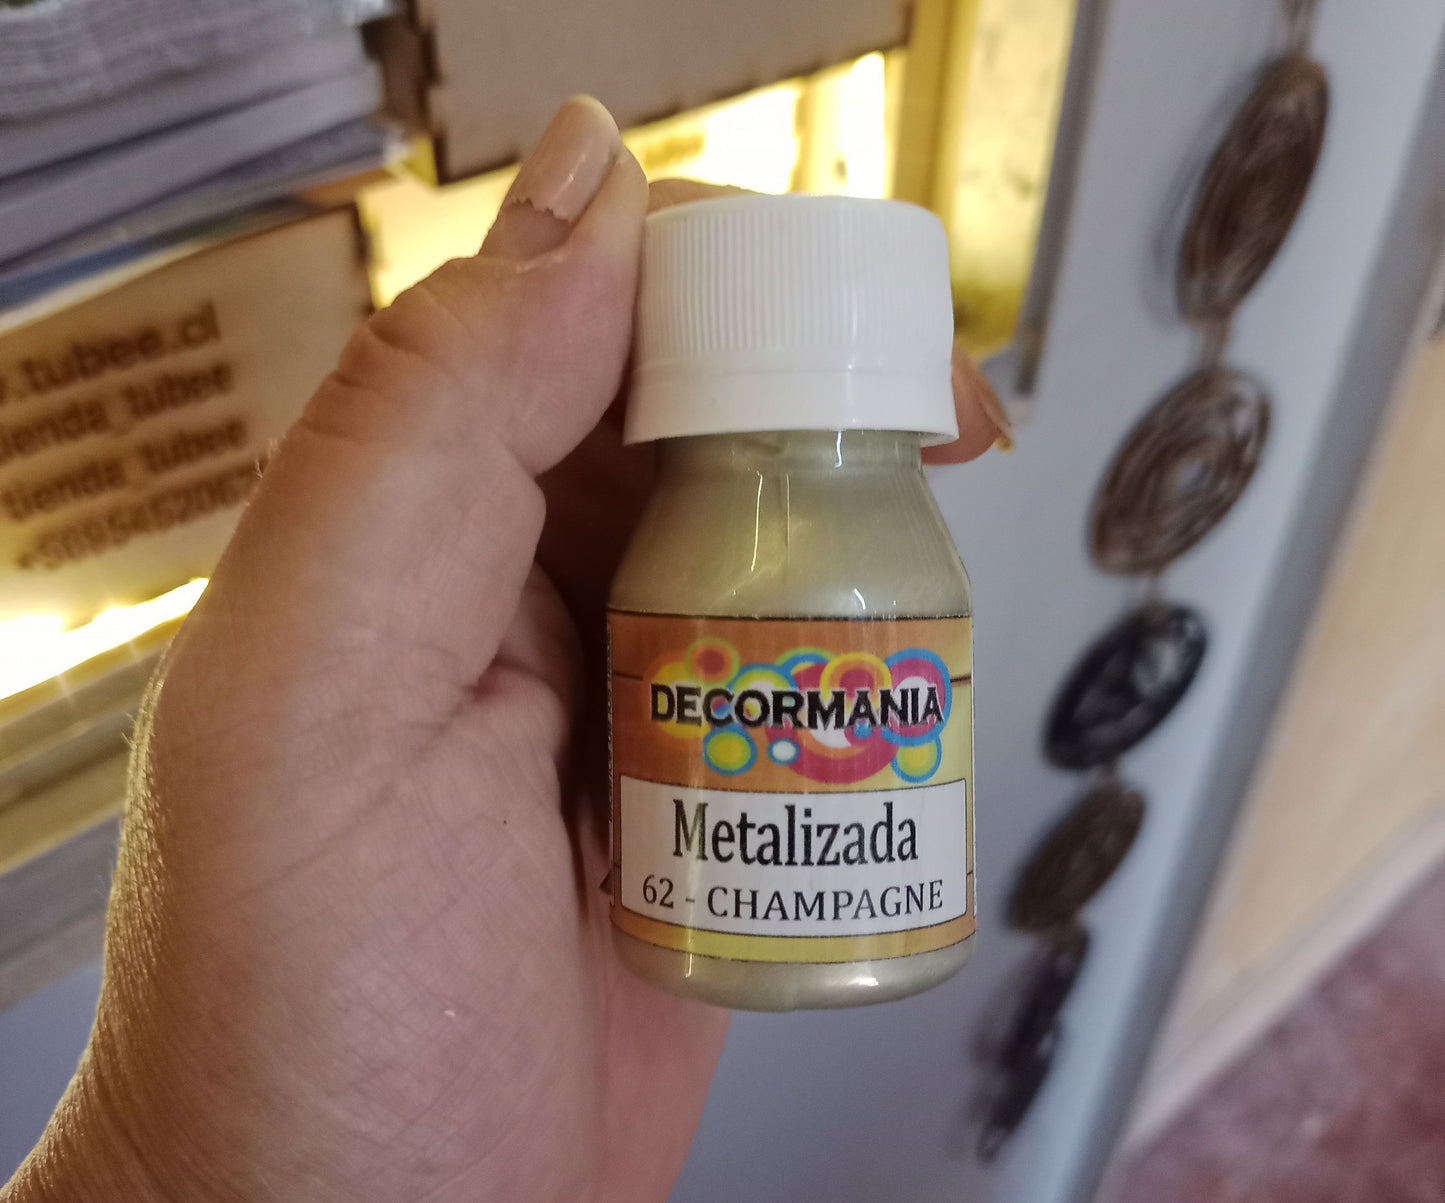 .tubee.cl
tienda_tubee
tienda_tubee
DECORMANIA
Metalizada
62 - CHAMPAGNE